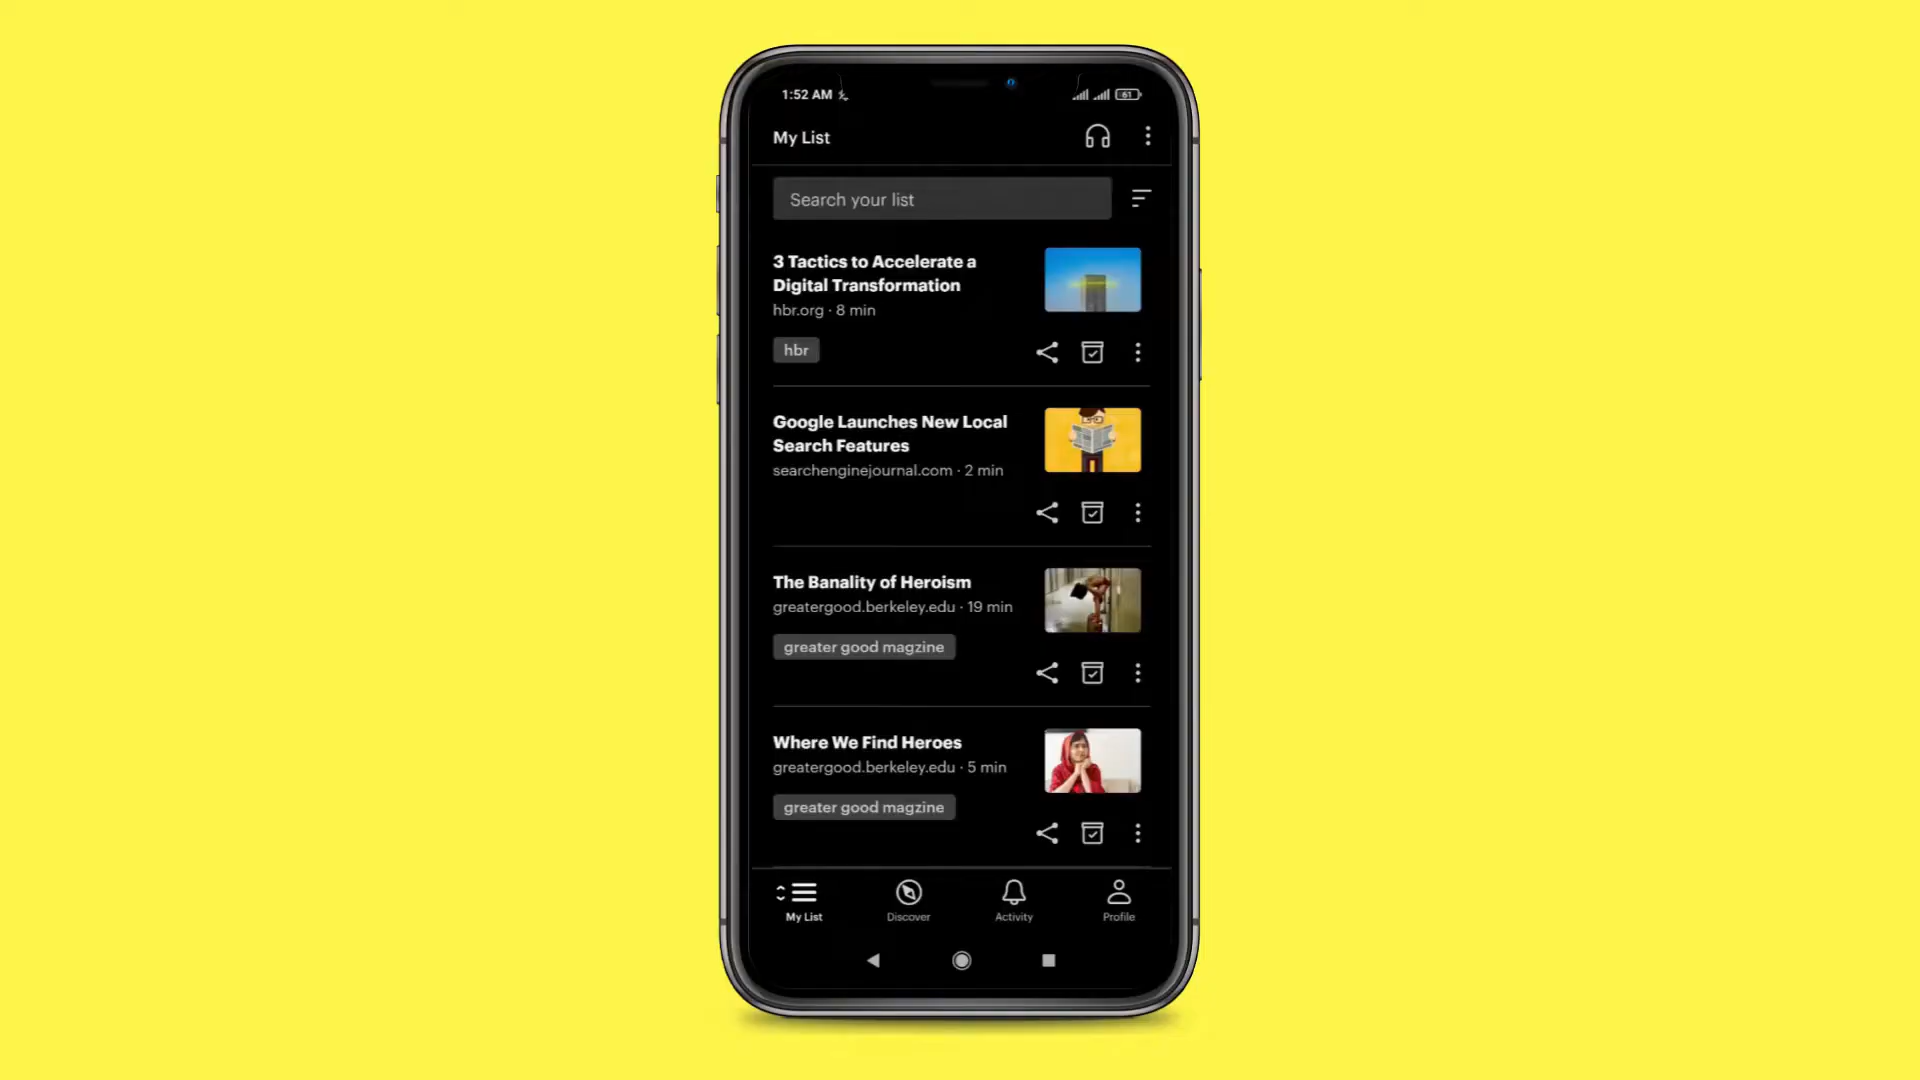 1:52 AM
61
My List
Search your list
3 Tactics to Accelerate a
Digital Transformation
hbr.org · 8 min
hbr
Google Launches New Local
Search Features
searchenginejournal.com · 2 min
The Banality of Heroism
greatergood.berkeley.edu · 19 min
greater good magzine
Where We Find Heroes
greatergood.berkeley.edu · 5 min
greater good magzine
My List
Discover
Activity
Profile